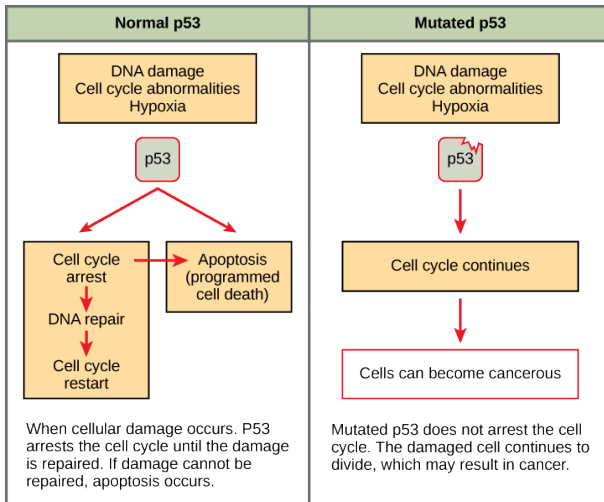 Normal p53
DNA damage
Cell cycle abnormalities
Hypoxia
p53
Cell cycle
arrest
DNA repair
Cell cycle
restart
Apoptosis
(programmed
cell death)
When cellular damage occurs. P53
arrests the cell cycle until the damage
is repaired. If damage cannot be
repaired, apoptosis occurs.
Mutated p53
DNA damage
Cell cycle abnormalities
Hypoxia
p53
Cell cycle continues
Cells can become cancerous
Mutated p53 does not arrest the cell
cycle. The damaged cell continues to
divide, which may result in cancer.